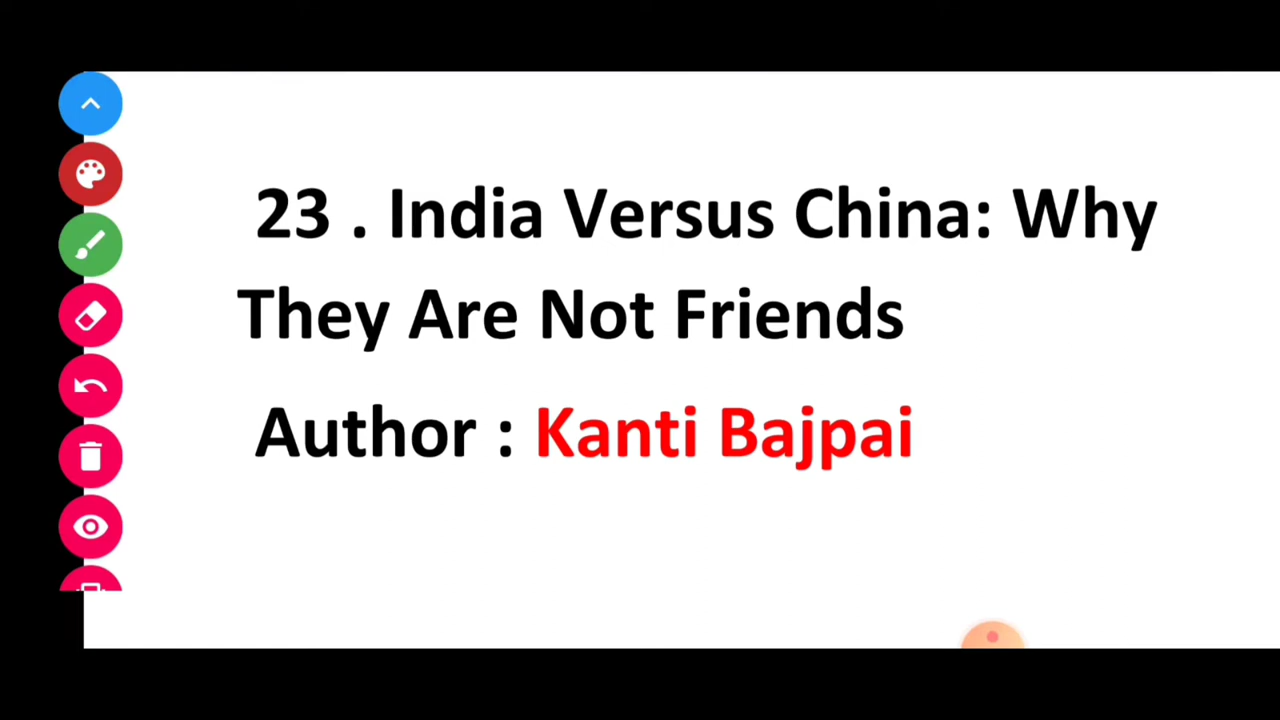 23 . India Versus China: Why
They Are Not Friends
Author : Kanti Bajpai